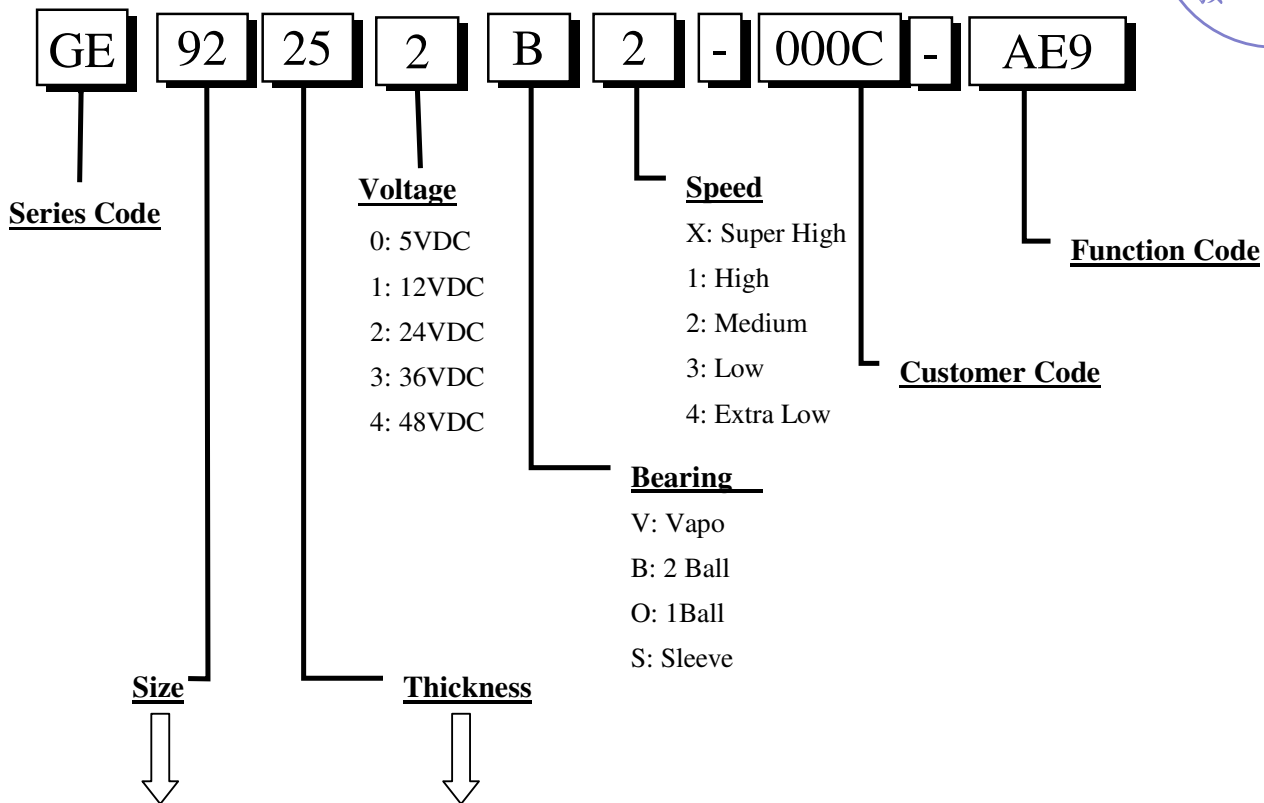 GE 92 25 2 B 2 - 000C - AE9
Series Code
Voltage
0: 5VDC
1: 12VDC
2: 24VDC
3: 36VDC
4: 48VDC
Speed
X: Super High
1: High
2: Medium
3: Low
4: Extra Low
Function Code
Customer Code
Bearing
V: Vapo
B: 2 Ball
O: 1Ball
S: Sleeve
Size
Thickness